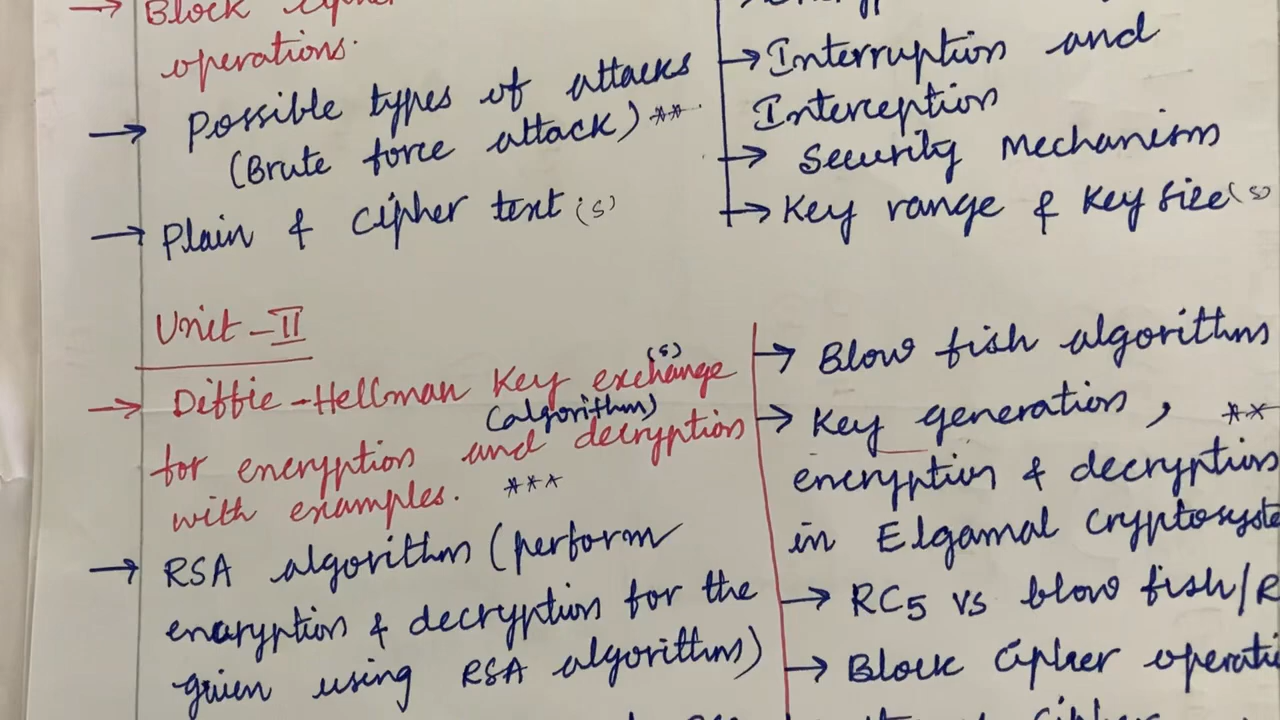 → Block Cipher
operations.
→ Possible types of attacks
(Brute force attack) **
→ Plain & Cipher text (s)
→ Interruption and
Interception
→ Security Mechanisms
→ Key range & Key size (s)
Unit-II
→ Diffie-Hellman Key exchange (s)
(algorithm)
for encryption and decryption
with examples. ***
→ RSA algorithm (perform
encryption & decryption for the
given using RSA algorithm)
→ Blow fish algorithm
→ Key generation, **
encryption & decryption
in Elgamal Cryptosyste
→ RC5 vs blow fish/R
→ Block Cipher operati
cipher